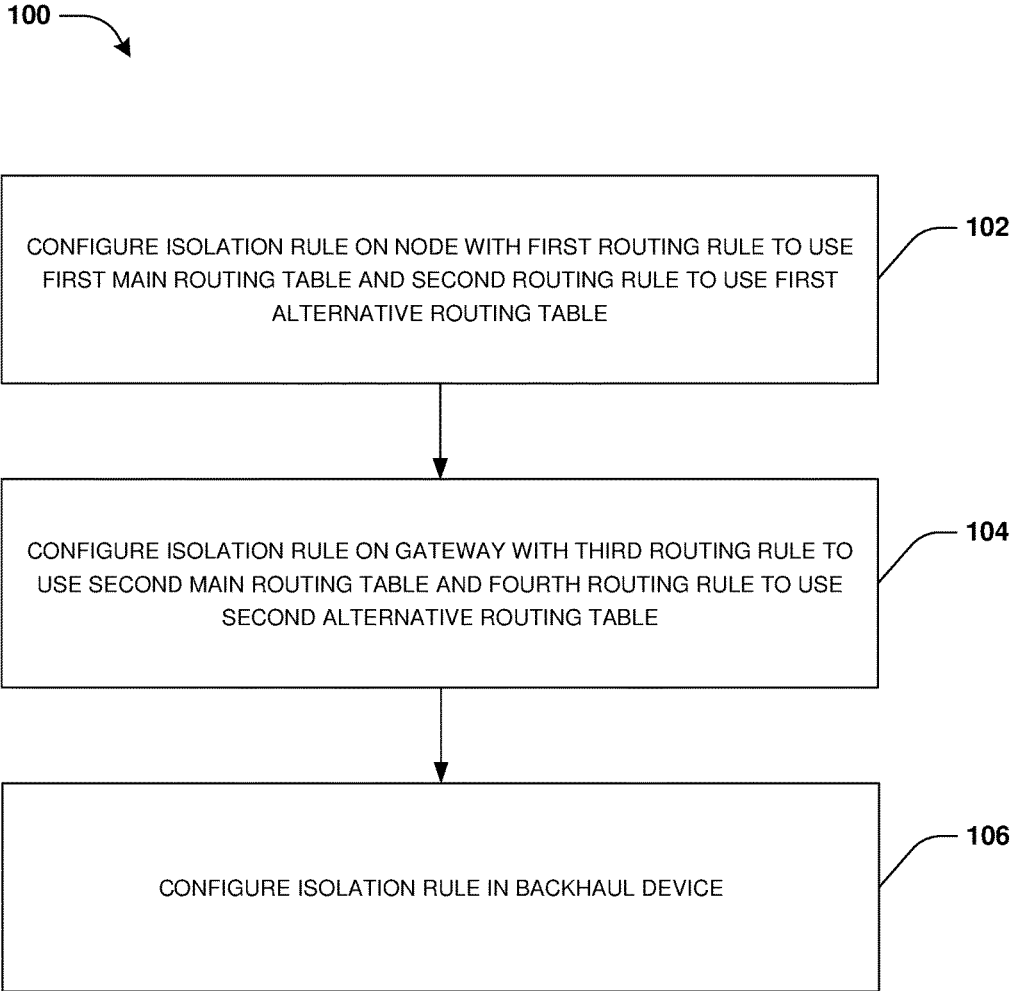 100
CONFIGURE ISOLATION RULE ON NODE WITH FIRST ROUTING RULE TO USE
FIRST MAIN ROUTING TABLE AND SECOND ROUTING RULE TO USE FIRST
ALTERNATIVE ROUTING TABLE
102
CONFIGURE ISOLATION RULE ON GATEWAY WITH THIRD ROUTING RULE TO
USE SECOND MAIN ROUTING TABLE AND FOURTH ROUTING RULE TO USE
SECOND ALTERNATIVE ROUTING TABLE
104
CONFIGURE ISOLATION RULE IN BACKHAUL DEVICE
106